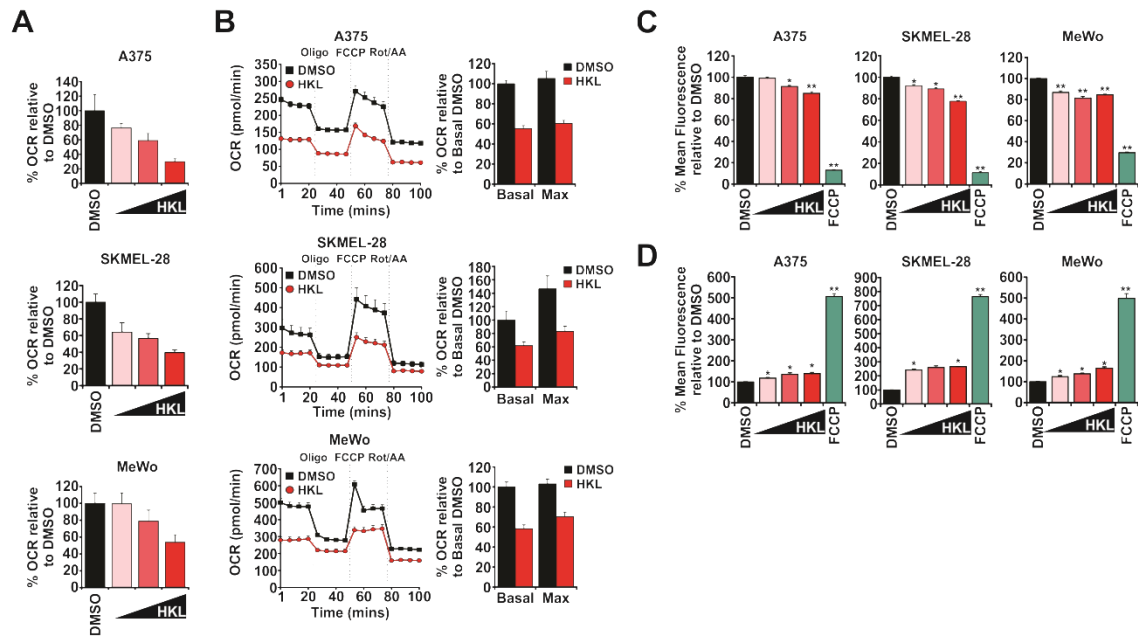 A
A375
% OCR relative
to DMSO
140
120
100
80
60
40
20
0
DMSO
HKL
SKMEL-28
% OCR relative
to DMSO
120
100
80
60
40
20
0
DMSO
HKL
MeWo
% OCR relative
to DMSO
120
100
80
60
40
20
0
DMSO
HKL
B
A375
Oligo FCCP Rot/AA
DMSO
HKL
OCR (pmol/min)
350
300
250
200
150
100
50
0
1 20 40 60 80 100
Time (mins)
% OCR relative
to Basal DMSO
120
100
80
60
40
20
0
DMSO
HKL
Basal Max
SKMEL-28
Oligo FCCP Rot/AA
DMSO
HKL
OCR (pmol/min)
600
500
400
300
200
100
0
1 20 40 60 80 100
Time (mins)
% OCR relative
to Basal DMSO
180
160
140
120
100
80
60
40
20
0
DMSO
HKL
Basal Max
MeWo
Oligo FCCP Rot/AA
DMSO
HKL
OCR (pmol/min)
700
600
500
400
300
200
100
0
1 20 40 60 80 100
Time (mins)
% OCR relative
to Basal DMSO
120
100
80
60
40
20
0
DMSO
HKL
Basal Max
C
% Mean Fluorescence
relative to DMSO
A375
120
100
80
60
40
20
0
* ** **
DMSO
HKL
FCCP
SKMEL-28
120
100
80
60
40
20
0
* * ** **
DMSO
HKL
FCCP
MeWo
120
100
80
60
40
20
0
** ** ** **
DMSO
HKL
FCCP
D
% Mean Fluorescence
relative to DMSO
A375
600
500
400
300
200
100
0
* * * **
DMSO
HKL
FCCP
SKMEL-28
900
800
700
600
500
400
300
200
100
0
* * **
DMSO
HKL
FCCP
MeWo
600
500
400
300
200
100
0
* * * **
DMSO
HKL
FCCP